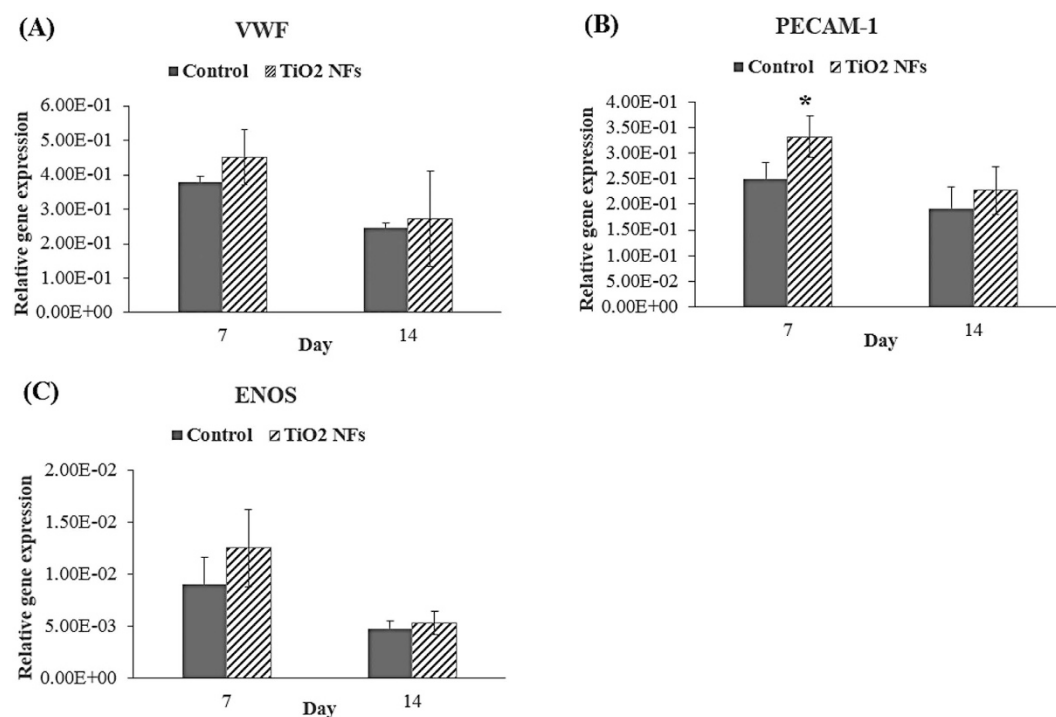 (A)
VWF
Control TiO2 NFs
Relative gene expression
6.00E-01
5.00E-01
4.00E-01
3.00E-01
2.00E-01
1.00E-01
0.00E+00
7
14
Day
(B)
PECAM-1
Control TiO2 NFs
Relative gene expression
4.00E-01
3.50E-01
3.00E-01
2.50E-01
2.00E-01
1.50E-01
1.00E-01
5.00E-02
0.00E+00
*
7
14
Day
(C)
ENOS
Control TiO2 NFs
Relative gene expression
2.00E-02
1.50E-02
1.00E-02
5.00E-03
0.00E+00
7
14
Day